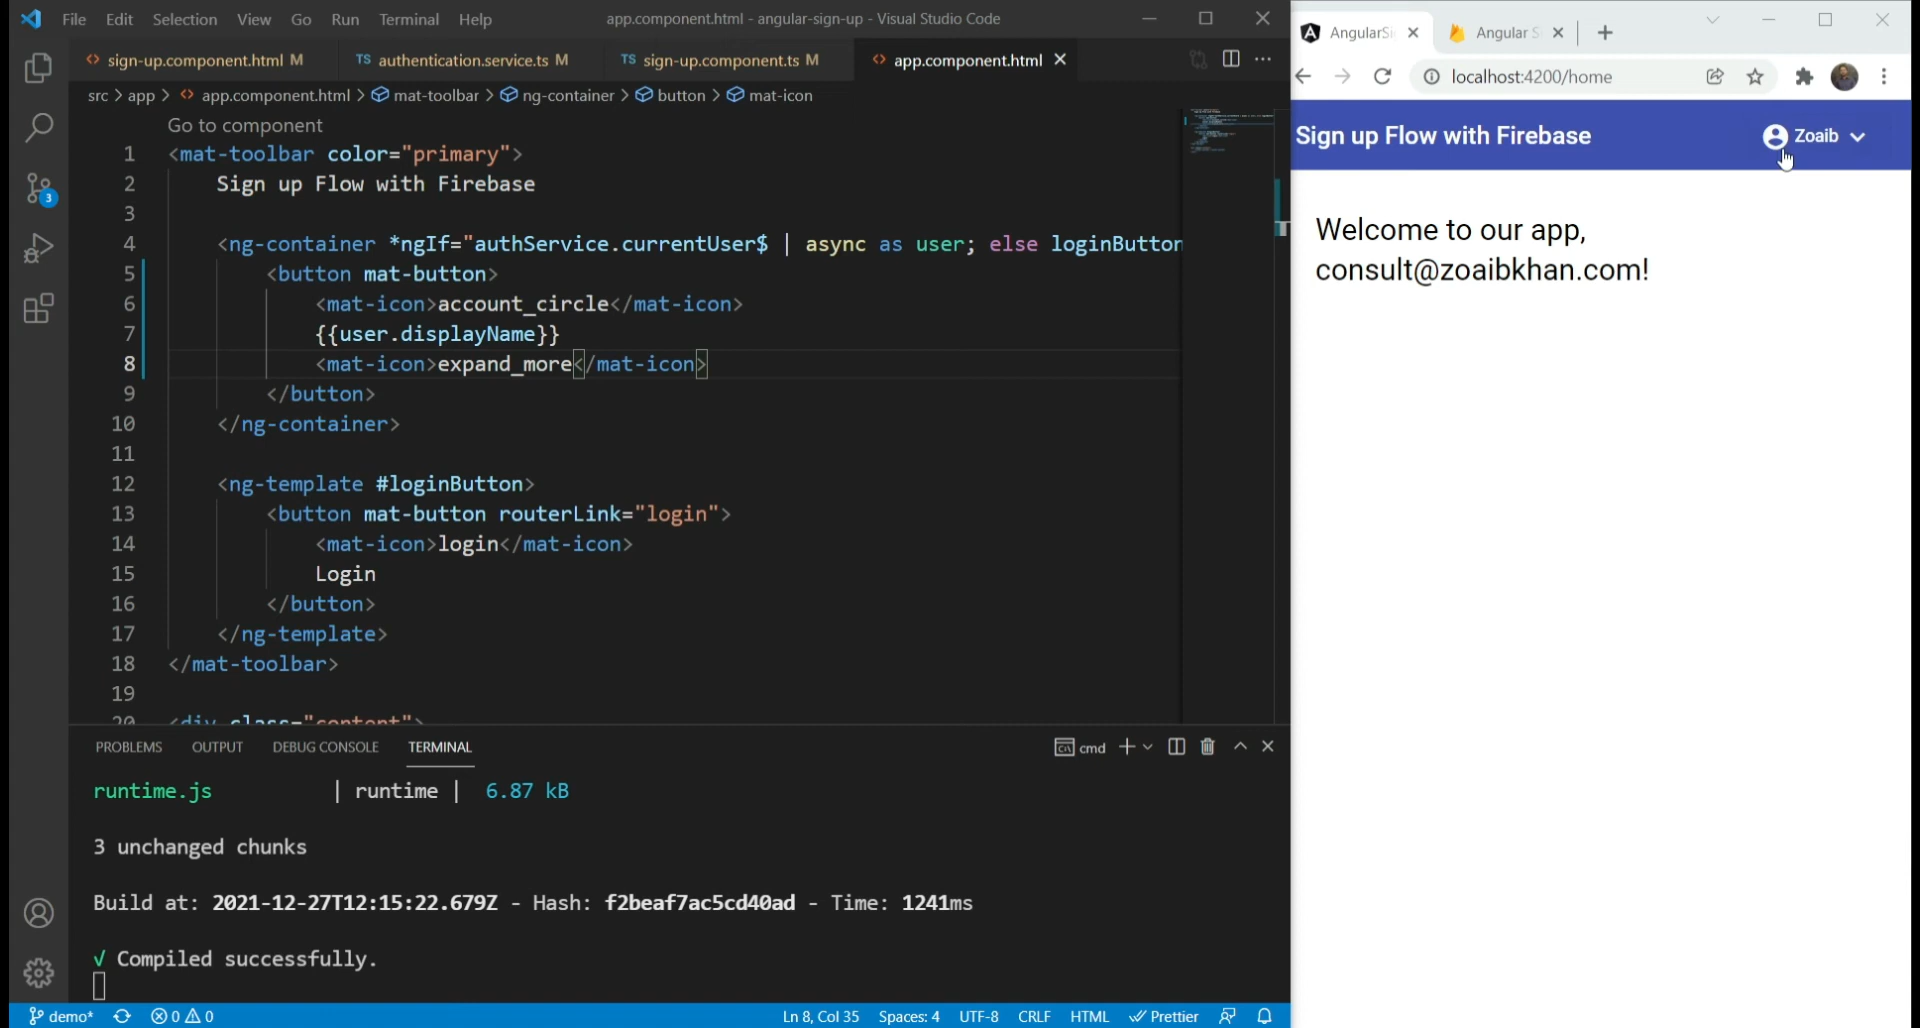 File Edit Selection View Go Run Terminal Help
app.component.html - angular-sign-up - Visual Studio Code
sign-up.component.html M
TS authentication.service.ts M
TS sign-up.component.ts M
app.component.html
src > app > app.component.html > mat-toolbar > ng-container > button > mat-icon
Go to component
1 <mat-toolbar color="primary">
2 Sign up Flow with Firebase
3
4 <ng-container *ngIf="authService.currentUser$ | async as user; else loginButton
5 <button mat-button>
6 <mat-icon>account_circle</mat-icon>
7 {{user.displayName}}
8 <mat-icon>expand_more</mat-icon>
9 </button>
10 </ng-container>
11
12 <ng-template #loginButton>
13 <button mat-button routerLink="login">
14 <mat-icon>login</mat-icon>
15 Login
16 </button>
17 </ng-template>
18 </mat-toolbar>
19
20 <div class="content">
3
PROBLEMS OUTPUT DEBUG CONSOLE TERMINAL
cmd
runtime.js | runtime | 6.87 kB
3 unchanged chunks
Build at: 2021-12-27T12:15:22.679Z - Hash: f2beaf7ac5cd40ad - Time: 1241ms
√ Compiled successfully.
demo* 0 0
Ln 8, Col 35 Spaces: 4 UTF-8 CRLF HTML Prettier
AngularSi
Angular S
localhost:4200/home
Sign up Flow with Firebase
Zoaib
Welcome to our app,
consult@zoaibkhan.com!